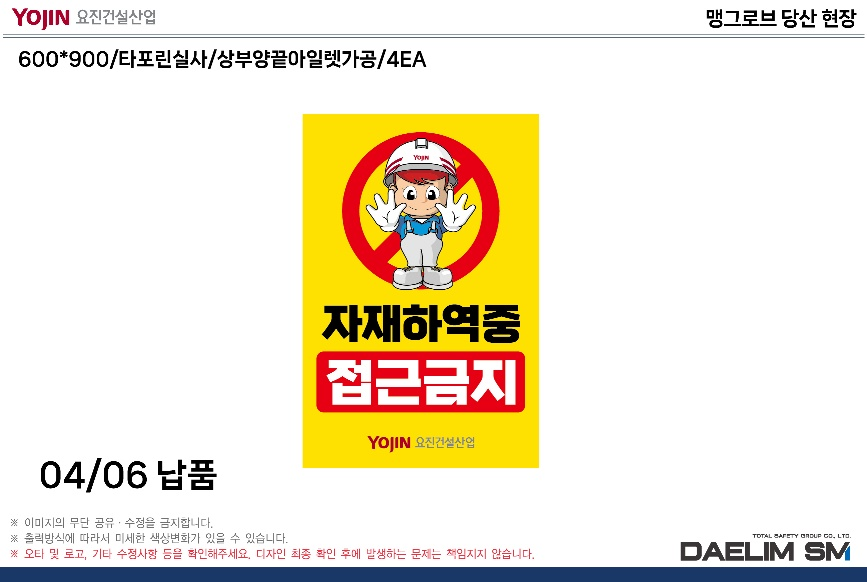 YOJIN 요진건설산업
맹그로브 당산 현장
600*900/타포린실사/상부양끝아일렛가공/4EA
YOJIN
자재하역중
접근금지
YOJIN 요진건설산업
04/06 납품
※ 이미지의 무단 공유 · 수정을 금지합니다.
※ 출력방식에 따라서 미세한 색상변화가 있을 수 있습니다.
※ 오타 및 로고, 기타 수정사항 등을 확인해주세요. 디자인 최종 확인 후에 발생하는 문제는 책임지지 않습니다.
TOTAL SAFETY GROUP CO., LTD.
DAELIM SM